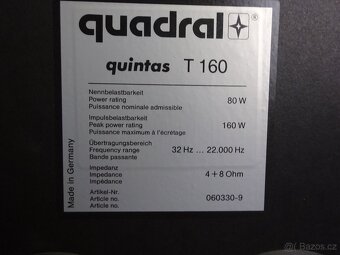 quadral®
quintas T 160
Nennbelastbarkeit
Power rating 80 W
Puissance nominale admissible
Impulsbelastbarkeit
Peak power rating 160 W
Puissance maximum à l'écretage
Übertragungsbereich
Frequency range 32 Hz ... 22.000 Hz
Bande passante
Impedanz
Impedance 4+8 Ohm
Impédance
Artikel-Nr.
Article no. 060330-9
Article no.
Made in Germany
Bazoš.cz